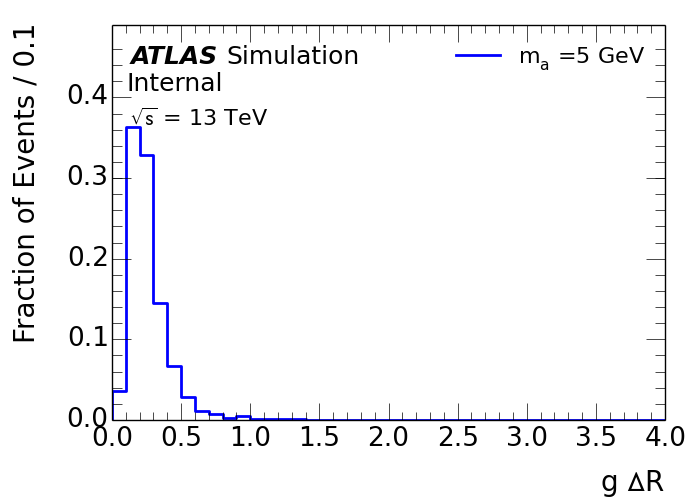 Fraction of Events / 0.1
ATLAS Simulation
Internal
√s = 13 TeV
mₐ =5 GeV
0.4
0.3
0.2
0.1
0.0
0.0 0.5 1.0 1.5 2.0 2.5 3.0 3.5 4.0
g ΔR